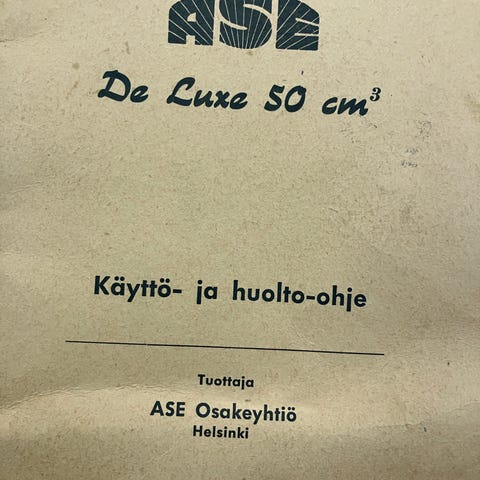 ASE
De Luxe 50 cm³
Käyttö- ja huolto-ohje
Tuottaja
ASE Osakeyhtiö
Helsinki